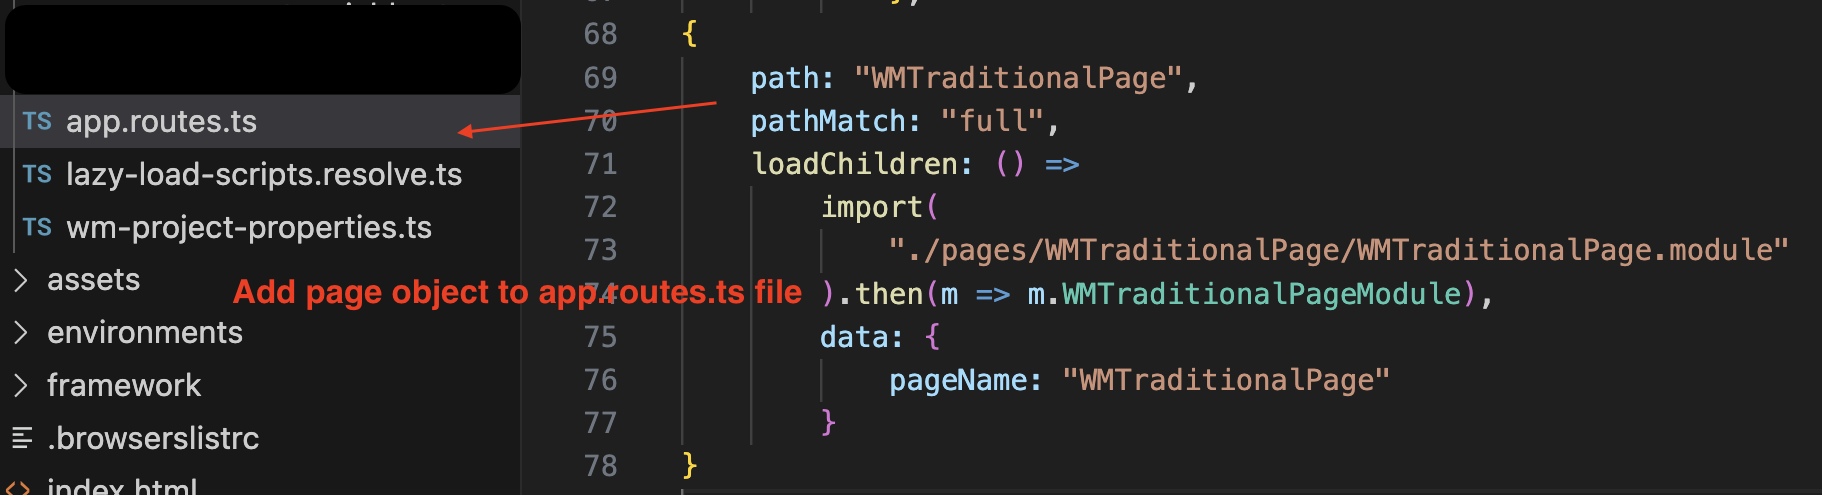 TS app.routes.ts
TS lazy-load-scripts.resolve.ts
TS wm-project-properties.ts
assets
environments
framework
.browserslistrc
index.html
Add page object to app.routes.ts file
68 {
69 path: "WMTraditionalPage",
70 pathMatch: "full",
71 loadChildren: () =>
72 import(
73 "./pages/WMTraditionalPage/WMTraditionalPage.module"
74 ).then(m => m.WMTraditionalPageModule),
75 data: {
76 pageName: "WMTraditionalPage"
77 }
78 }